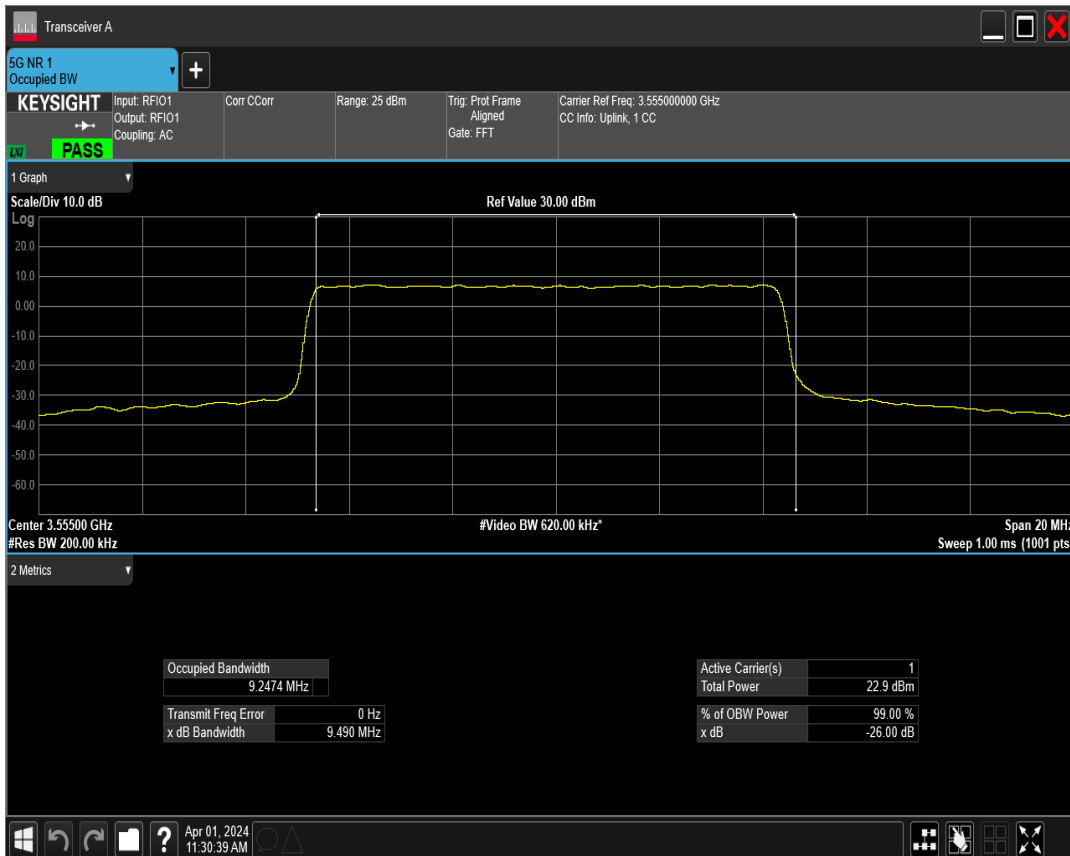 Transceiver A
5G NR 1
Occupied BW
+
KEYSIGHT
LXI
PASS
Input: RFIO1
Output: RFIO1
Coupling: AC
Corr CCorr
Range: 25 dBm
Trig: Prot Frame
Aligned
Gate: FFT
Carrier Ref Freq: 3.555000000 GHz
CC Info: Uplink, 1 CC
1 Graph
Scale/Div 10.0 dB
Ref Value 30.00 dBm
Log
20.0
10.0
0.00
-10.0
-20.0
-30.0
-40.0
-50.0
-60.0
Center 3.55500 GHz
#Video BW 620.00 kHz*
Span 20 MHz
#Res BW 200.00 kHz
Sweep 1.00 ms (1001 pts
2 Metrics
Occupied Bandwidth
9.2474 MHz
Transmit Freq Error 0 Hz
x dB Bandwidth 9.490 MHz
Active Carrier(s) 1
Total Power 22.9 dBm
% of OBW Power 99.00 %
x dB -26.00 dB
?
Apr 01, 2024
11:30:39 AM